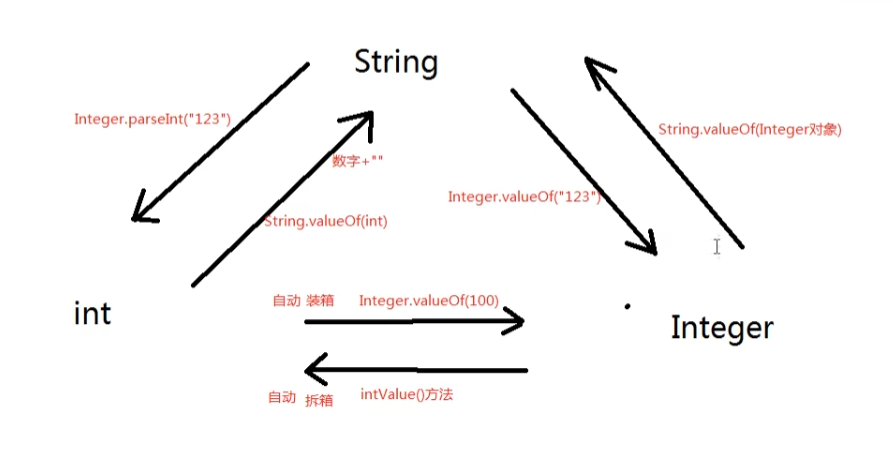 String
Integer.parseInt("123")
String.valueOf(Integer对象)
数字+""
Integer.valueOf("123")
String.valueOf(int)
自动 装箱 Integer.valueOf(100)
int
Integer
自动 拆箱 intValue()方法